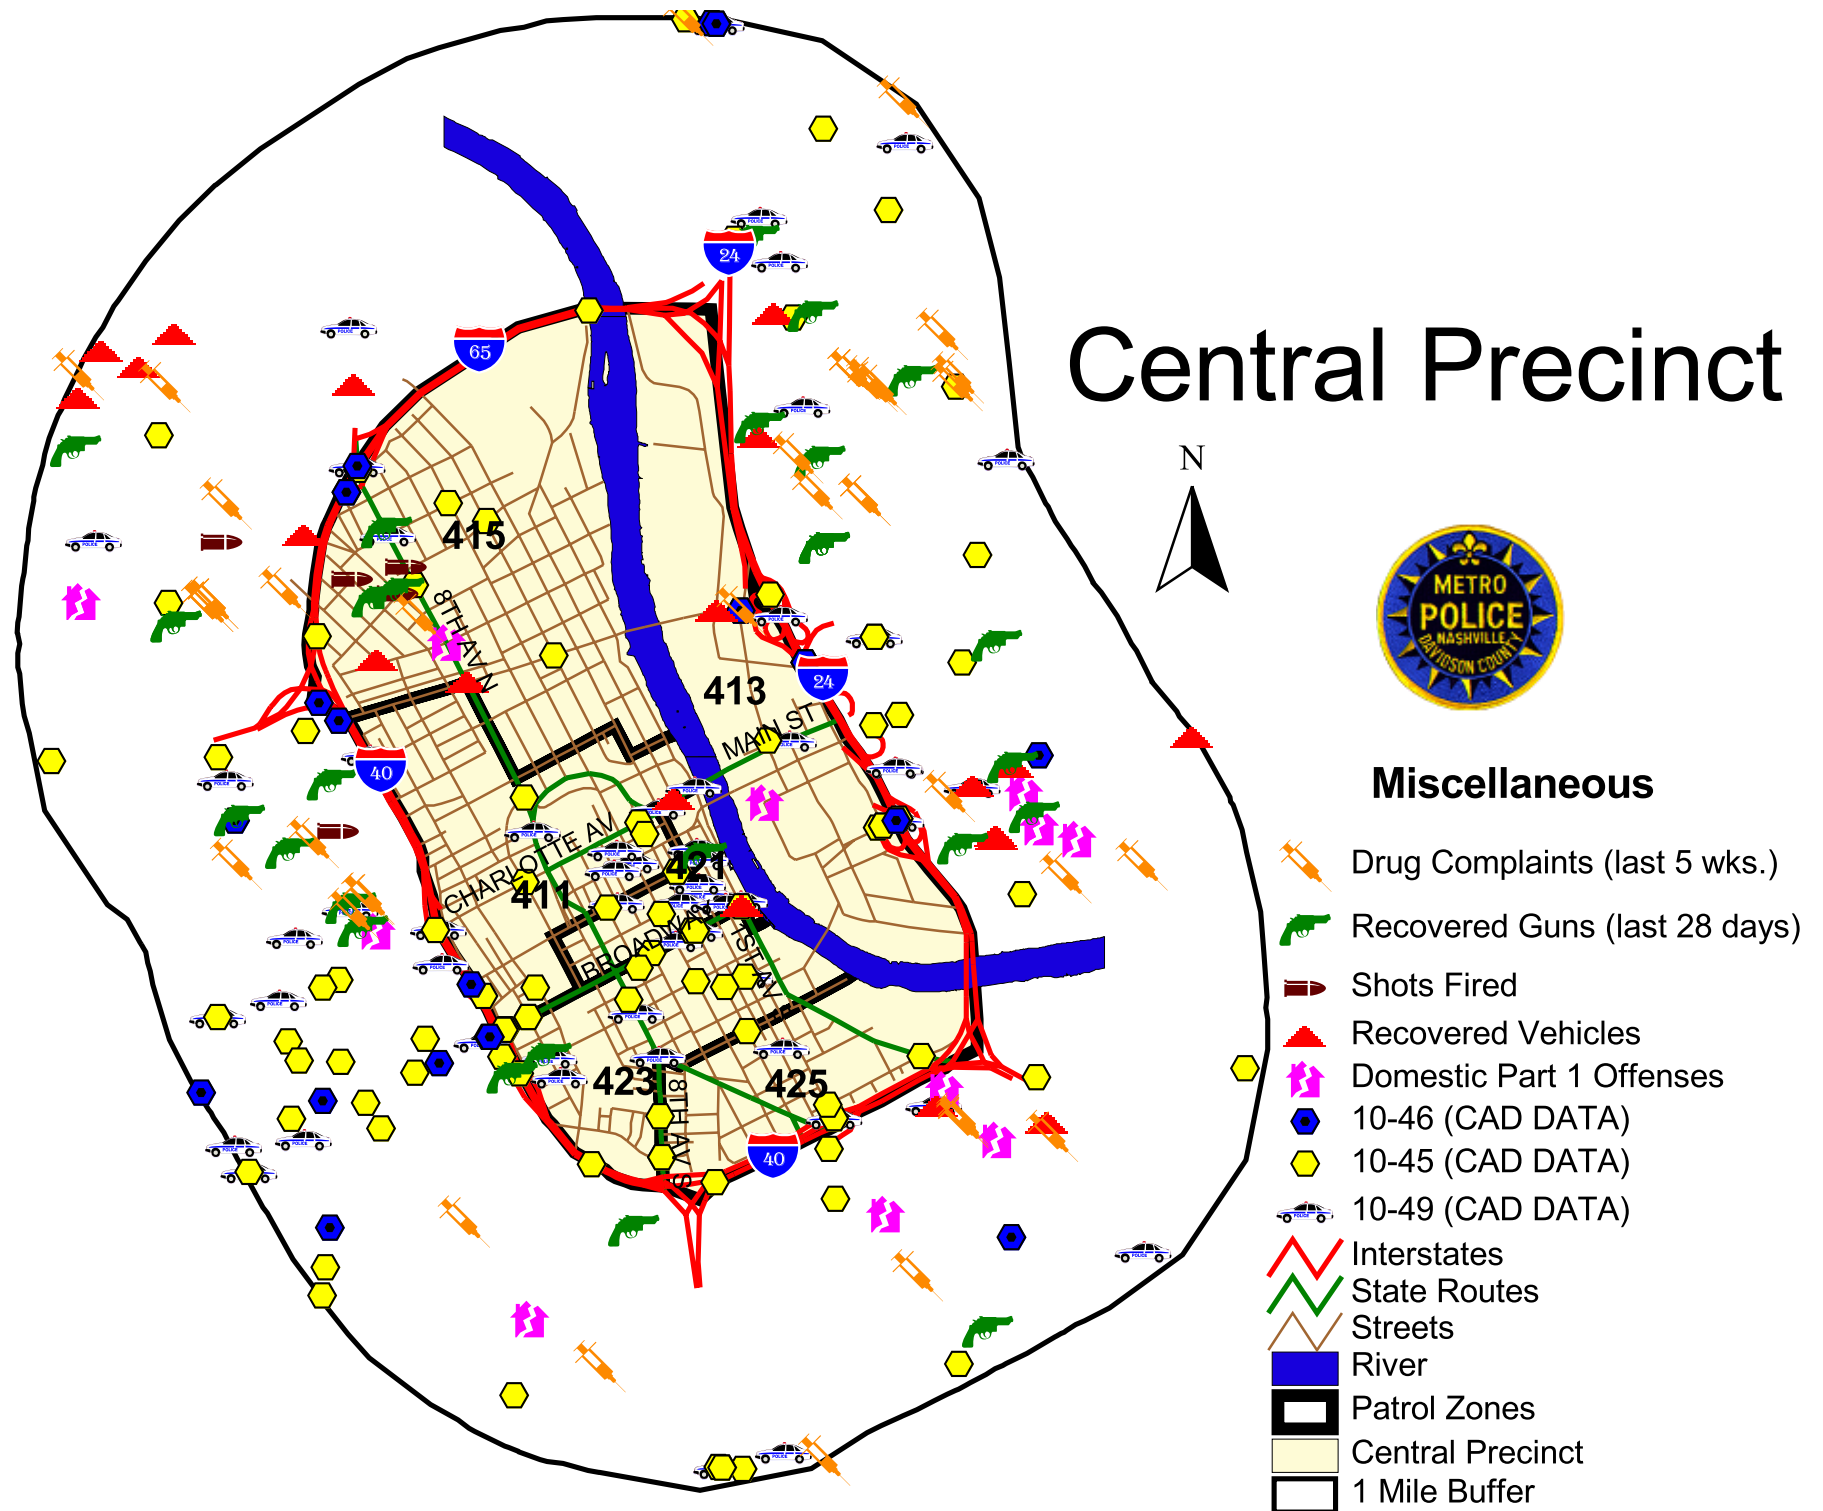 Central Precinct
N
24
65
415
8TH AV N
413
24
MAIN ST
40
CHARLOTTE AV
421
411
BROADWAY
1ST AV
423
425
8TH AV S
40
METRO
POLICE
NASHVILLE
DAVIDSON COUNTY
Miscellaneous
Drug Complaints (last 5 wks.)
Recovered Guns (last 28 days)
Shots Fired
Recovered Vehicles
Domestic Part 1 Offenses
10-46 (CAD DATA)
10-45 (CAD DATA)
10-49 (CAD DATA)
Interstates
State Routes
Streets
River
Patrol Zones
Central Precinct
1 Mile Buffer